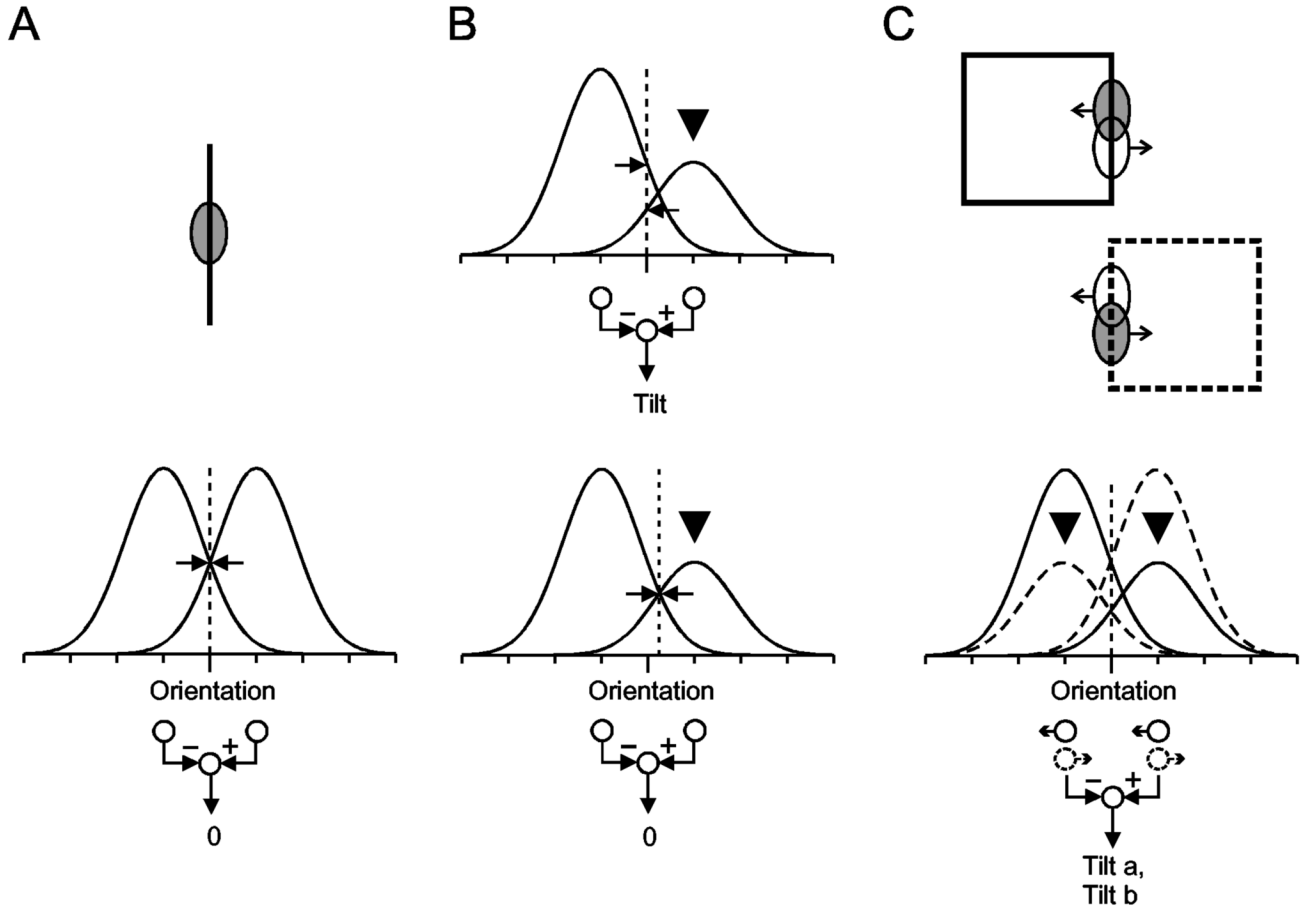 A
B
C
– +
Tilt
Orientation
– +
0
Orientation
– +
0
Orientation
– +
Tilt a,
Tilt b